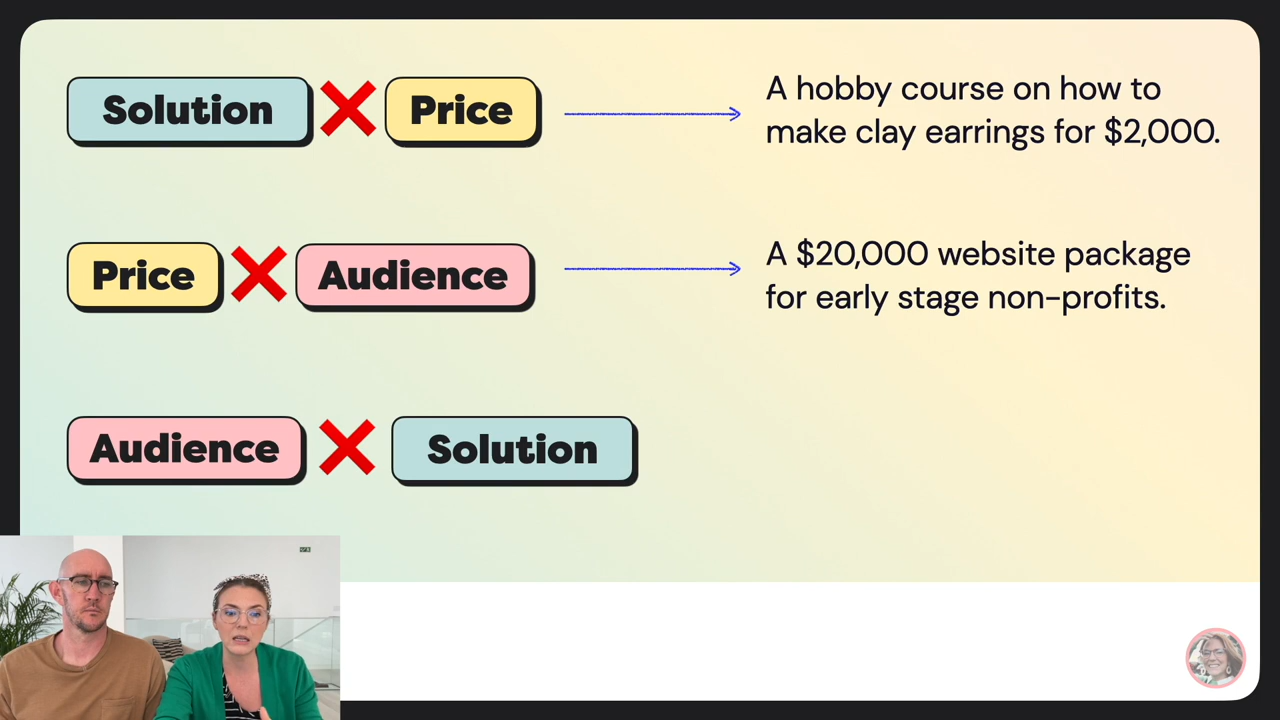 Solution ❌ Price
A hobby course on how to
make clay earrings for $2,000.
Price ❌ Audience
A $20,000 website package
for early stage non-profits.
Audience ❌ Solution